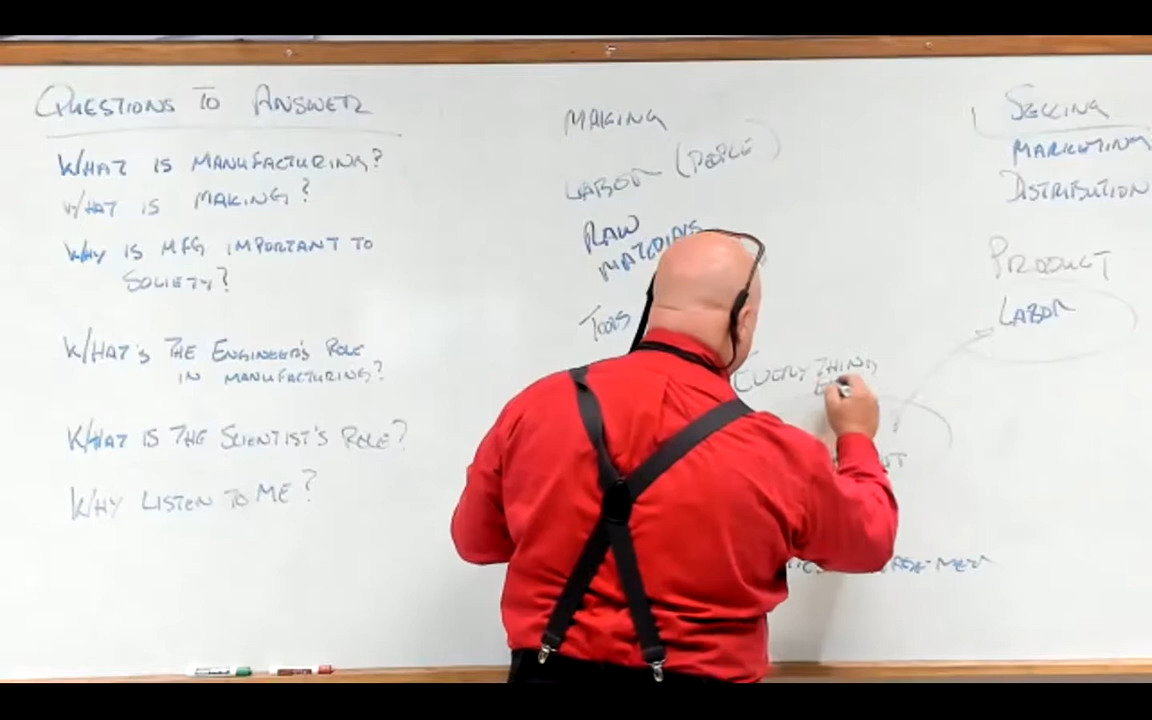 QUESTIONS TO ANSWER
WHAT IS MANUFACTURING?
WHAT IS MAKING?
WHY IS MFG IMPORTANT TO
SOCIETY?
WHAT'S THE ENGINEER'S ROLE
IN MANUFACTURING?
WHAT IS THE SCIENTIST'S ROLE?
WHY LISTEN TO ME?
MAKING
LABOR (PEOPLE)
RAW
MATERIALS
TOOLS
EVERYTHING
SELLING
MARKETING
DISTRIBUTION
PRODUCT
LABOR